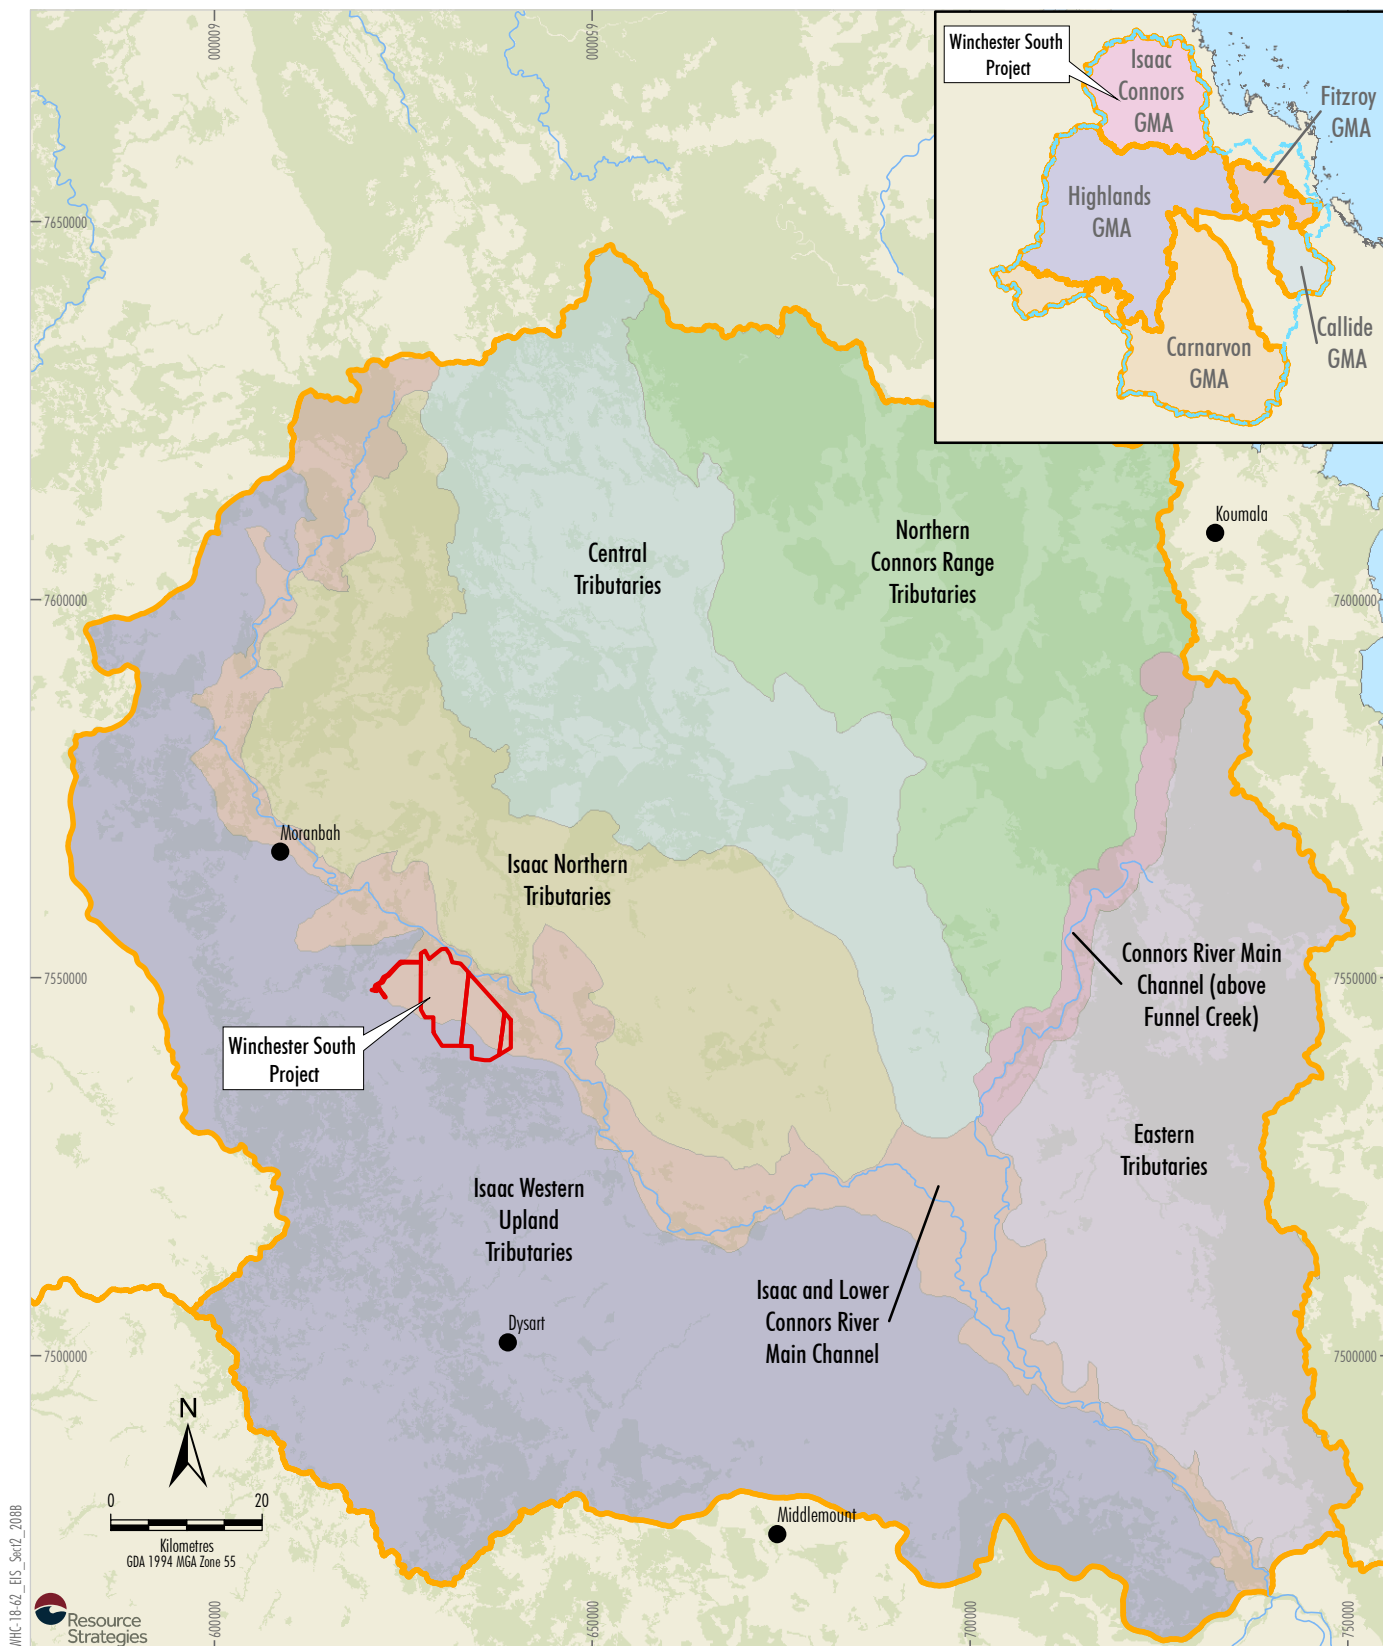 600000
650000
Winchester South
Project
Isaac
Connors
GMA
Fitzroy
GMA
Highlands
GMA
Callide
GMA
Carnarvon
GMA
7650000
Koumala
Northern
Connors Range
Tributaries
Central
Tributaries
7600000
7600000
Moranbah
Isaac Northern
Tributaries
Connors River Main
Channel (above
Funnel Creek)
7550000
7550000
Winchester South
Project
Eastern
Tributaries
Isaac Western
Upland
Tributaries
Isaac and Lower
Connors River
Main Channel
Dysart
7500000
7500000
N
0 20
Kilometres
GDA 1994 MGA Zone 55
Middlemount
WHC-18-62_EIS_Sect2_208B
Resource
Strategies
600000
650000
700000
750000